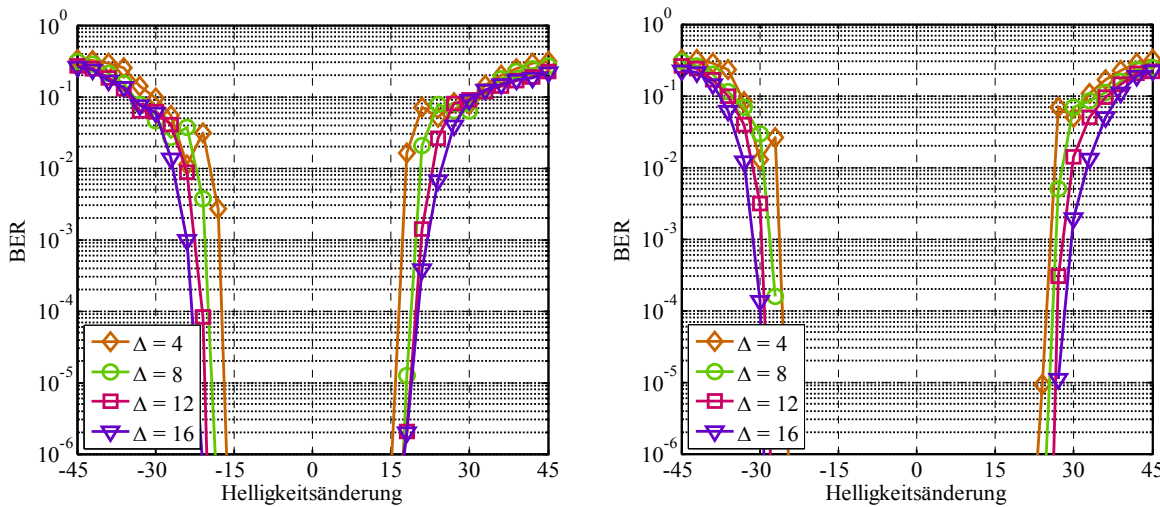 10^0
10^-1
10^-2
10^-3
10^-4
10^-5
10^-6
BER
-45 -30 -15 0 15 30 45
Helligkeitsänderung
Δ = 4
Δ = 8
Δ = 12
Δ = 16
10^0
10^-1
10^-2
10^-3
10^-4
10^-5
10^-6
BER
-45 -30 -15 0 15 30 45
Helligkeitsänderung
Δ = 4
Δ = 8
Δ = 12
Δ = 16